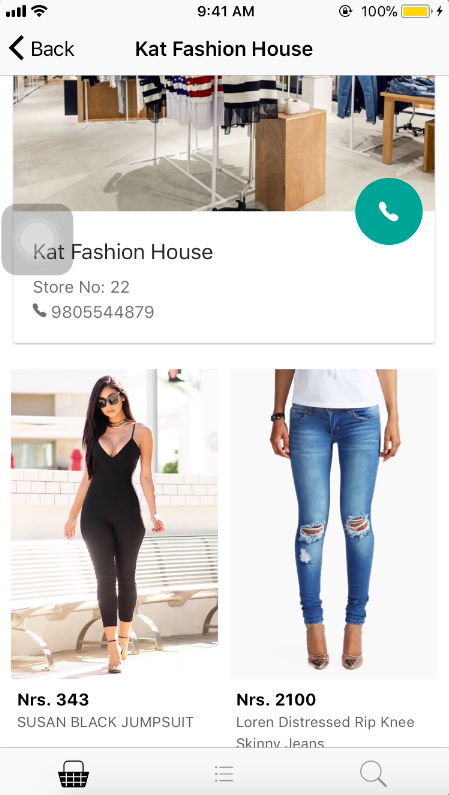 9:41 AM
100%
Back
Kat Fashion House
Kat Fashion House
Store No: 22
9805544879
Nrs. 343
SUSAN BLACK JUMPSUIT
Nrs. 2100
Loren Distressed Rip Knee
Skinny Jeans